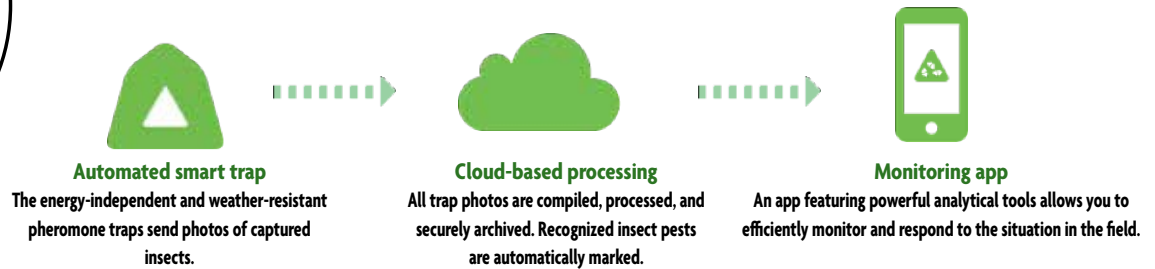 Automated smart trap
The energy-independent and weather-resistant
pheromone traps send photos of captured
insects.
Cloud-based processing
All trap photos are compiled, processed, and
securely archived. Recognized insect pests
are automatically marked.
Monitoring app
An app featuring powerful analytical tools allows you to
efficiently monitor and respond to the situation in the field.